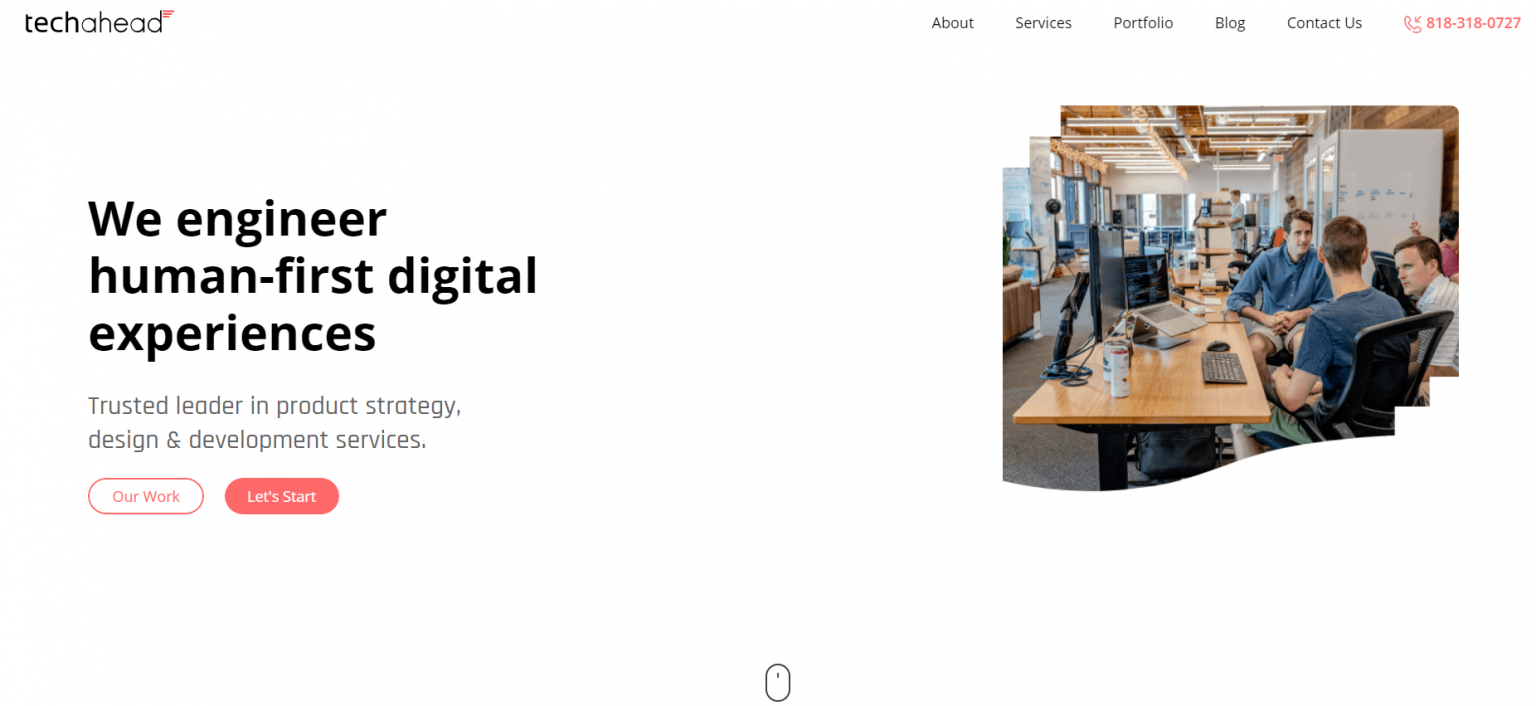 techahead
About
Services
Portfolio
Blog
Contact Us
818-318-0727
We engineer
human-first digital
experiences
Trusted leader in product strategy,
design & development services.
Our Work
Let's Start